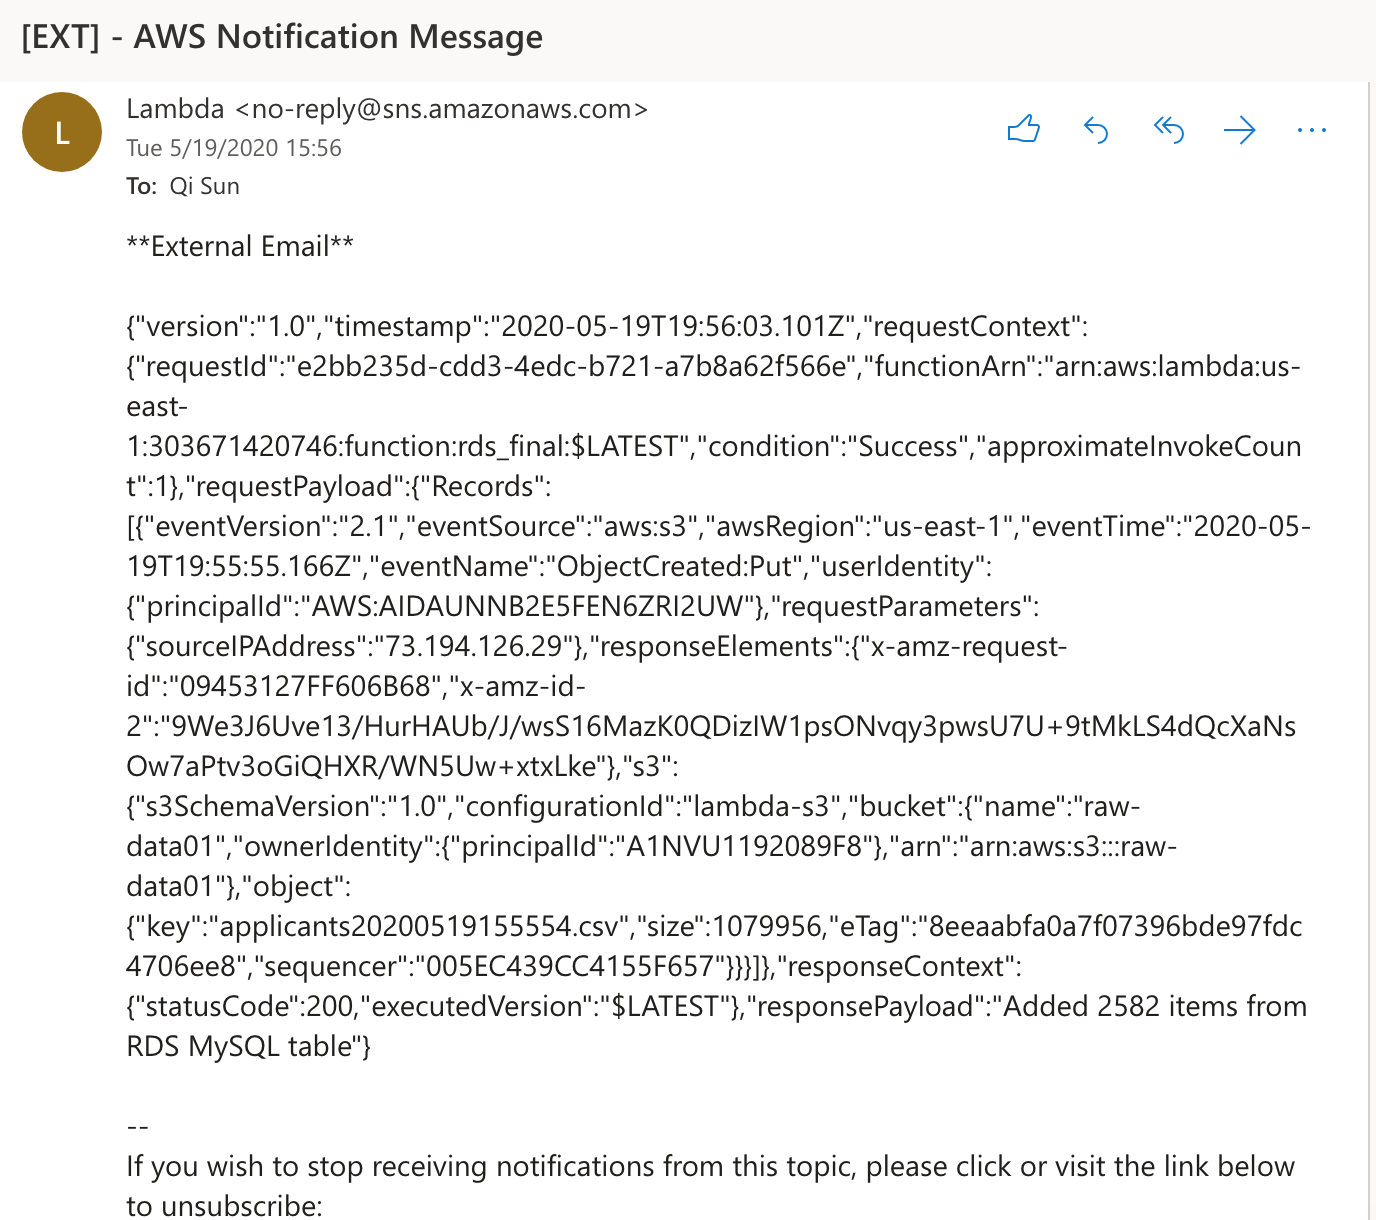 [EXT] - AWS Notification Message
L
Lambda <no-reply@sns.amazonaws.com>
Tue 5/19/2020 15:56
To: Qi Sun
**External Email**
{"version":"1.0","timestamp":"2020-05-19T19:56:03.101Z","requestContext":
{"requestId":"e2bb235d-cdd3-4edc-b721-a7b8a62f566e","functionArn":"arn:aws:lambda:us-
east-
1:303671420746:function:rds_final:$LATEST","condition":"Success","approximateInvokeCoun
t":1},"requestPayload":{"Records":
[{"eventVersion":"2.1","eventSource":"aws:s3","awsRegion":"us-east-1","eventTime":"2020-05-
19T19:55:55.166Z","eventName":"ObjectCreated:Put","userIdentity":
{"principalId":"AWS:AIDAUNNB2E5FEN6ZRI2UW"},"requestParameters":
{"sourceIPAddress":"73.194.126.29"},"responseElements":{"x-amz-request-
id":"09453127FF606B68","x-amz-id-
2":"9We3J6Uve13/HurHAUb/J/wsS16MazK0QDizIW1psONvqy3pwsU7U+9tMkLS4dQcXaNs
Ow7aPtv3oGiQHXR/WN5Uw+xtxLke"},"s3":
{"s3SchemaVersion":"1.0","configurationId":"lambda-s3","bucket":{"name":"raw-
data01","ownerIdentity":{"principalId":"A1NVU1192089F8"},"arn":"arn:aws:s3:::raw-
data01"},"object":
{"key":"applicants20200519155554.csv","size":1079956,"eTag":"8eeaabfa0a7f07396bde97fdc
4706ee8","sequencer":"005EC439CC4155F657"}}}]},"responseContext":
{"statusCode":200,"executedVersion":"$LATEST"},"responsePayload":"Added 2582 items from
RDS MySQL table"}
--
If you wish to stop receiving notifications from this topic, please click or visit the link below
to unsubscribe: